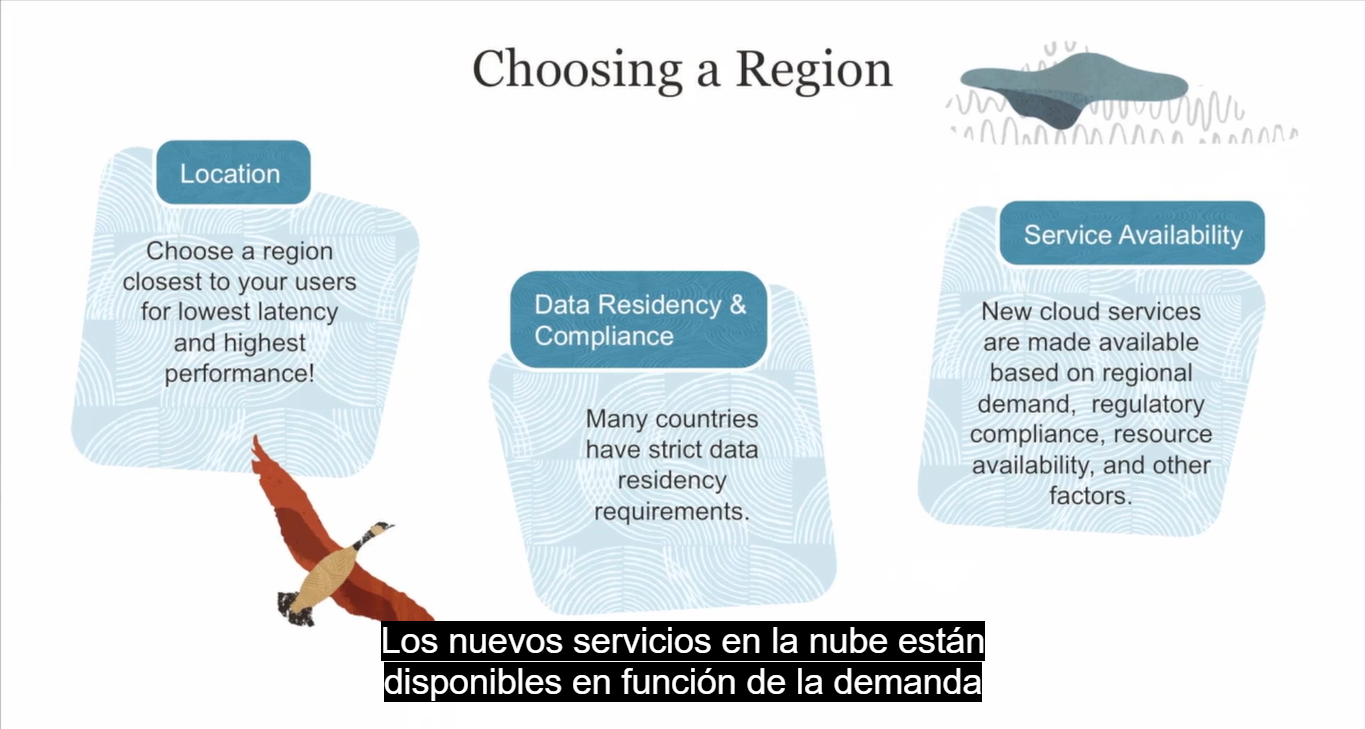 Choosing a Region
Location
Choose a region
closest to your users
for lowest latency
and highest
performance!
Data Residency &
Compliance
Many countries
have strict data
residency
requirements.
Service Availability
New cloud services
are made available
based on regional
demand, regulatory
compliance, resource
availability, and other
factors.
Los nuevos servicios en la nube están
disponibles en función de la demanda